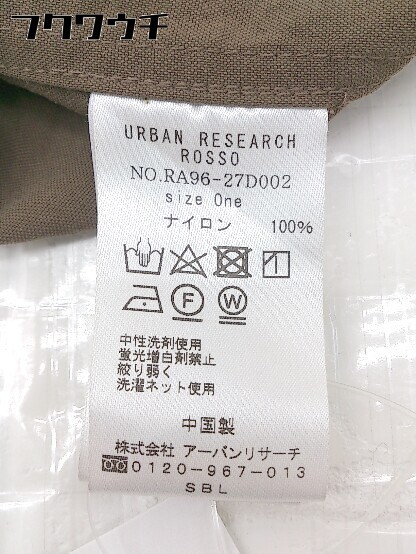 フクワウチ
URBAN RESEARCH
ROSSO
NO.RA96-27D002
size One
ナイロン 100%
F W
中性洗剤使用
蛍光増白剤禁止
絞り弱く
洗濯ネット使用
中国製
株式会社 アーバンリサーチ
0120-967-013
SBL